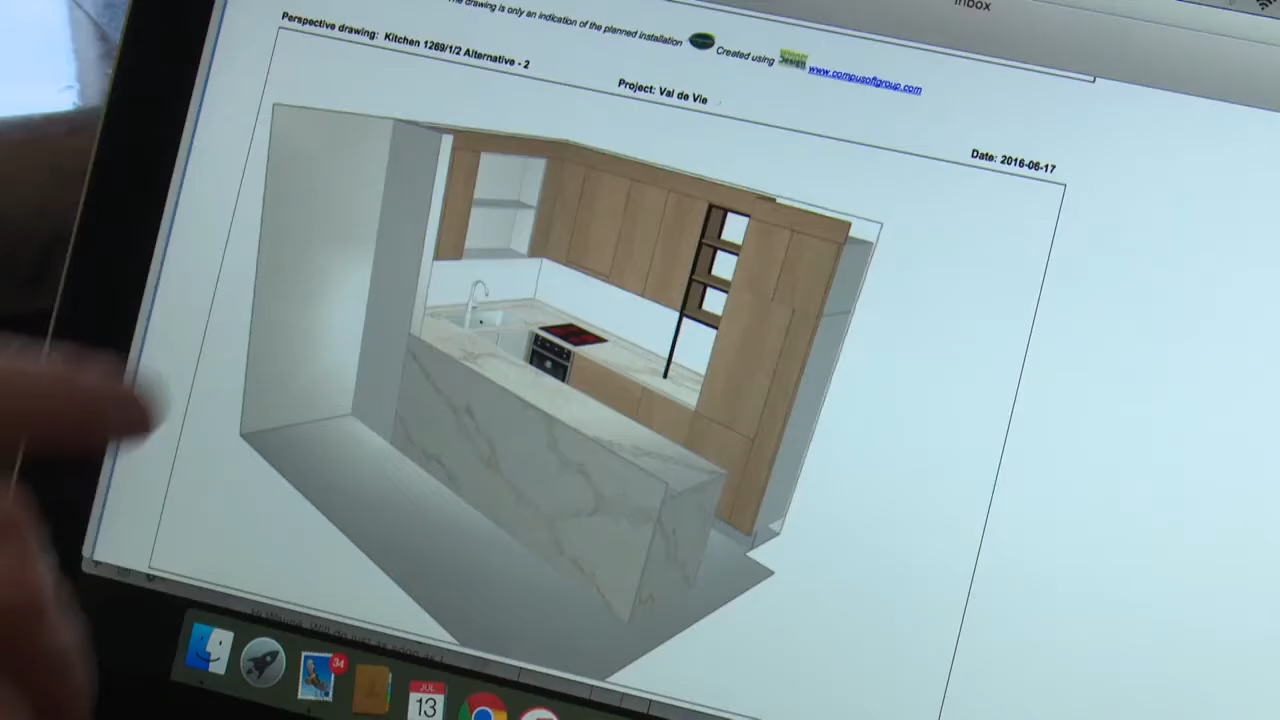 Inbox
The drawing is only an indication of the planned installation
Created using
Design
www.compusoftgroup.com
Perspective drawing: Kitchen 1269/1/2 Alternative - 2
Project: Val de Vie
Date: 2016-06-17
34
JUL
13